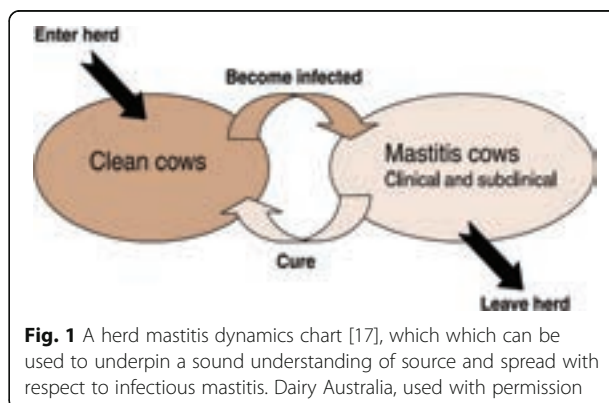 Enter herd
Become infected
Clean cows
Mastitis cows
Clinical and subclinical
Cure
Leave herd
Fig. 1 A herd mastitis dynamics chart [17], which which can be
used to underpin a sound understanding of source and spread with
respect to infectious mastitis. Dairy Australia, used with permission